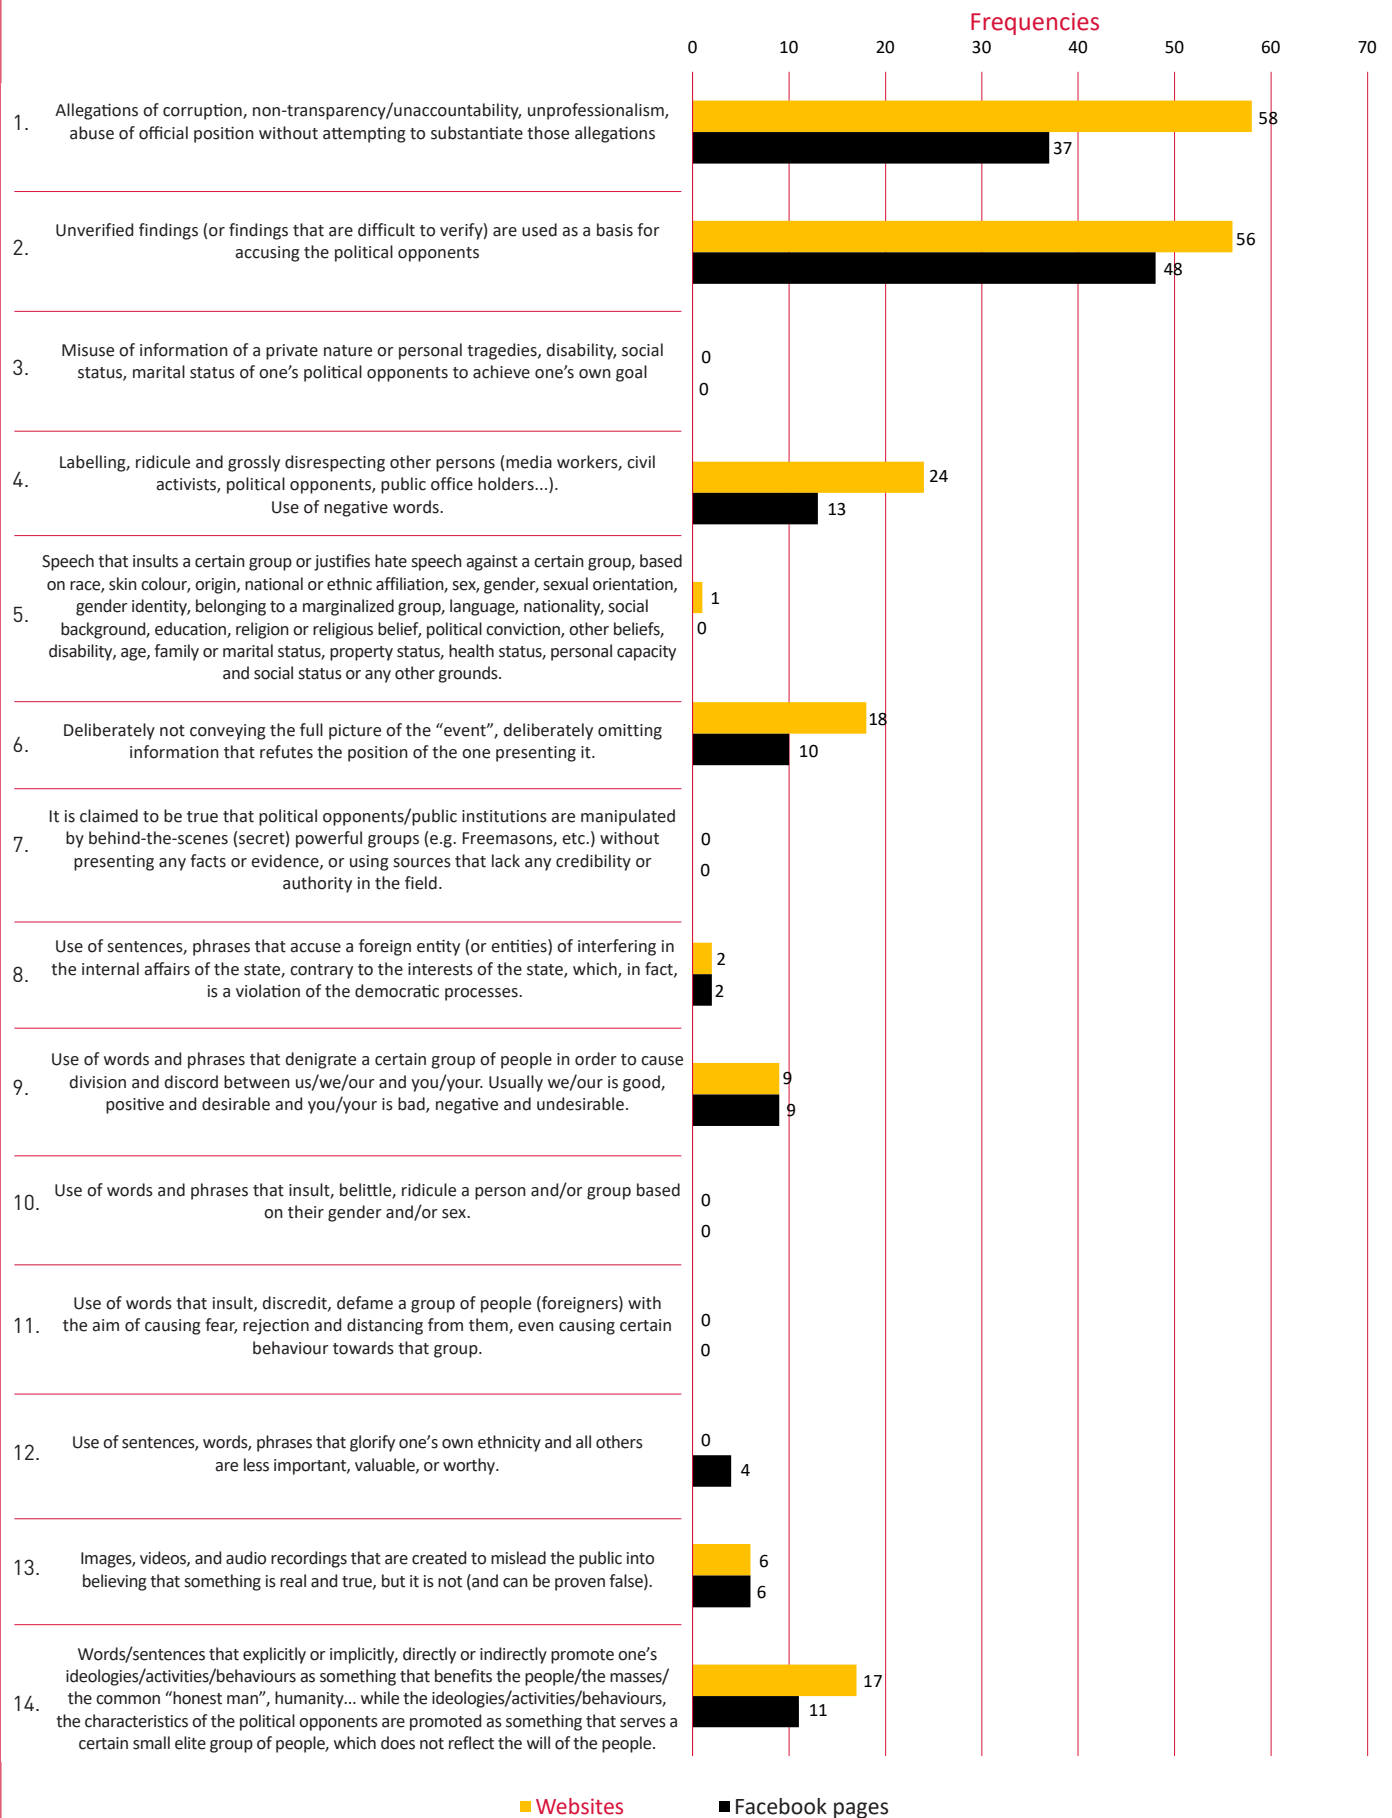 Frequencies
0 10 20 30 40 50 60 70
1. Allegations of corruption, non-transparency/unaccountability, unprofessionalism,
abuse of official position without attempting to substantiate those allegations
58
37
2. Unverified findings (or findings that are difficult to verify) are used as a basis for
accusing the political opponents
56
48
3. Misuse of information of a private nature or personal tragedies, disability, social
status, marital status of one’s political opponents to achieve one’s own goal
0
0
4. Labelling, ridicule and grossly disrespecting other persons (media workers, civil
activists, political opponents, public office holders...).
Use of negative words.
24
13
5. Speech that insults a certain group or justifies hate speech against a certain group, based
on race, skin colour, origin, national or ethnic affiliation, sex, gender, sexual orientation,
gender identity, belonging to a marginalized group, language, nationality, social
background, education, religion or religious belief, political conviction, other beliefs,
disability, age, family or marital status, property status, health status, personal capacity
and social status or any other grounds.
1
0
6. Deliberately not conveying the full picture of the “event”, deliberately omitting
information that refutes the position of the one presenting it.
18
10
7. It is claimed to be true that political opponents/public institutions are manipulated
by behind-the-scenes (secret) powerful groups (e.g. Freemasons, etc.) without
presenting any facts or evidence, or using sources that lack any credibility or
authority in the field.
0
0
8. Use of sentences, phrases that accuse a foreign entity (or entities) of interfering in
the internal affairs of the state, contrary to the interests of the state, which, in fact,
is a violation of the democratic processes.
2
2
9. Use of words and phrases that denigrate a certain group of people in order to cause
division and discord between us/we/our and you/your. Usually we/our is good,
positive and desirable and you/your is bad, negative and undesirable.
9
9
10. Use of words and phrases that insult, belittle, ridicule a person and/or group based
on their gender and/or sex.
0
0
11. Use of words that insult, discredit, defame a group of people (foreigners) with
the aim of causing fear, rejection and distancing from them, even causing certain
behaviour towards that group.
0
0
12. Use of sentences, words, phrases that glorify one’s own ethnicity and all others
are less important, valuable, or worthy.
0
4
13. Images, videos, and audio recordings that are created to mislead the public into
believing that something is real and true, but it is not (and can be proven false).
6
6
14. Words/sentences that explicitly or implicitly, directly or indirectly promote one’s
ideologies/activities/behaviours as something that benefits the people/the masses/
the common “honest man”, humanity... while the ideologies/activities/behaviours,
the characteristics of the political opponents are promoted as something that serves a
certain small elite group of people, which does not reflect the will of the people.
17
11
Websites Facebook pages